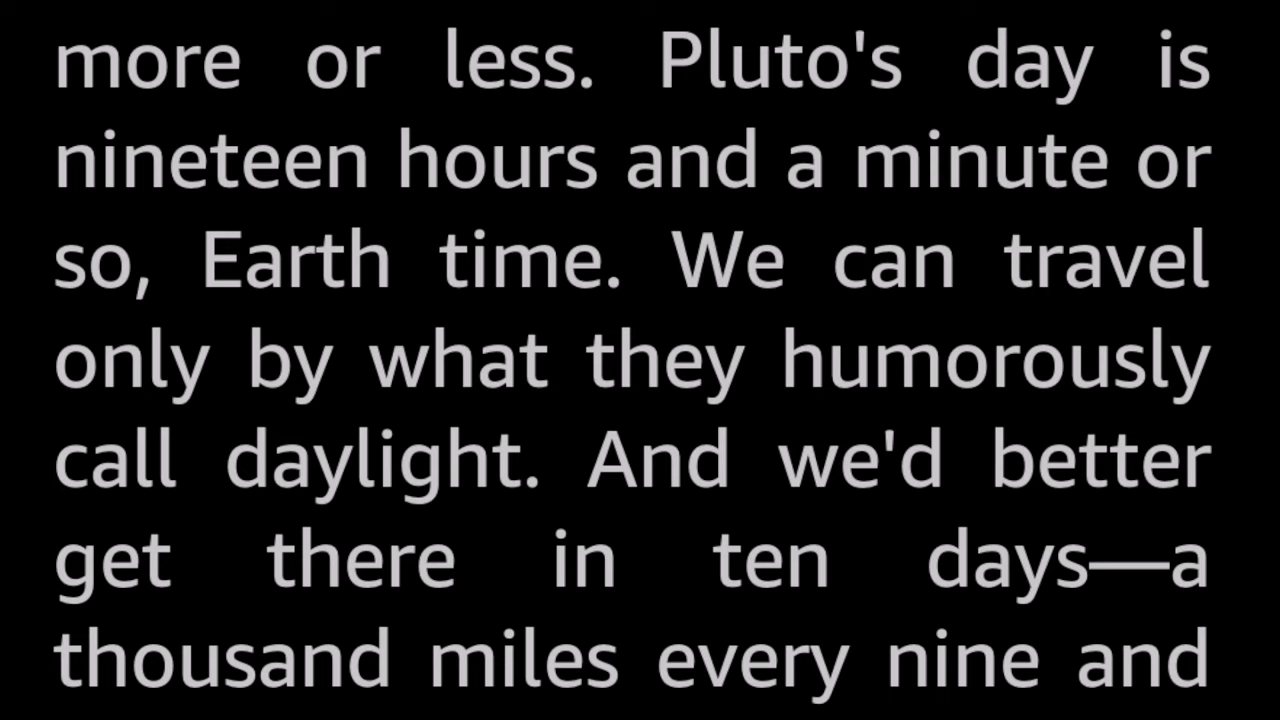 more or less. Pluto's day is
nineteen hours and a minute or
so, Earth time. We can travel
only by what they humorously
call daylight. And we'd better
get there in ten days—a
thousand miles every nine and